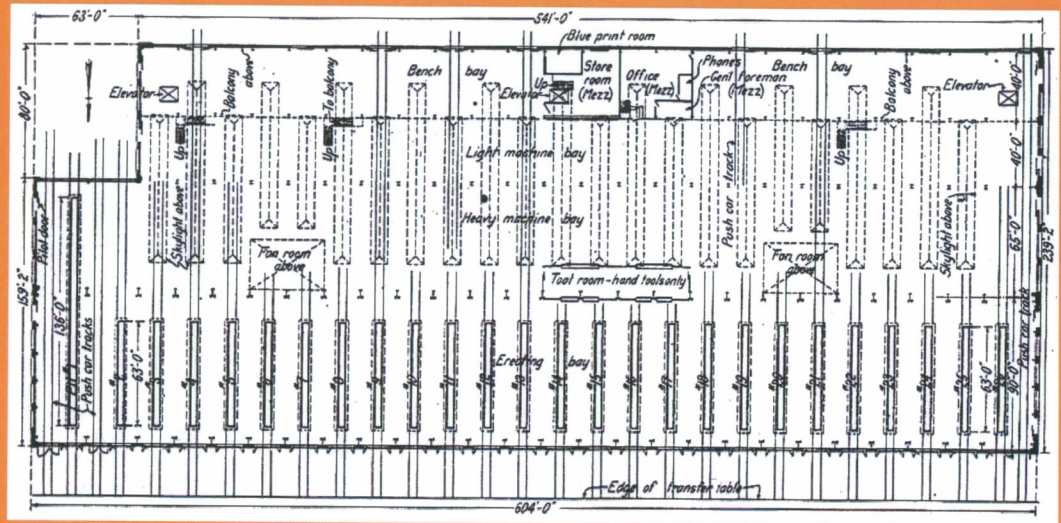 63'-0"
541'-0"
Blue print room
80'-0"
Elevator
Balcony above
To balcony
Bench bay
Up
Elevator
Store room (Mezz)
Office (Mezz)
Phones
Gen'l foreman (Mezz)
Bench bay
Balcony above
Elevator
40'-0"
Up
Up
Light machine bay
Up
40'-0"
Pilot door
Skylight above
Heavy machine bay
Push car track
Skylight above
65'-0"
239'-2"
Fan room above
Fan room above
Tool room-hand tools only
159'-2"
136'-0"
Push car tracks
63'-0"
Erecting bay
63'-0"
90'-0"
Push car track
Edge of transfer table
604'-0"